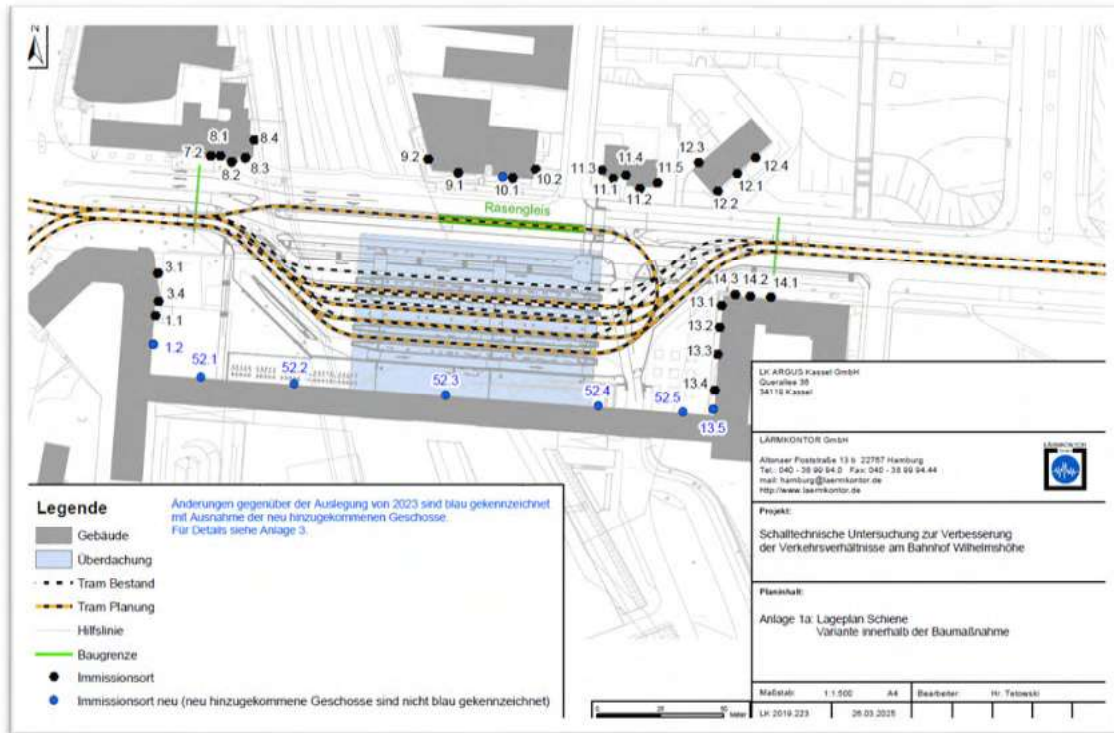 N
8.1
8.4
7.2
8.3
8.2
9.2
9.1
10.1
10.2
11.3
11.4
11.5
11.1
11.2
12.3
12.4
12.1
12.2
Rasengleis
3.1
3.4
1.1
1.2
52.1
52.2
52.3
52.4
52.5
14.3
14.2
14.1
13.1
13.2
13.3
13.4
13.5
LK ARGUS Kassel GmbH
Querallee 36
34119 Kassel
LÄRMKONTOR GmbH
Altonaer Poststraße 13 b 22767 Hamburg
Tel.: 040 - 38 99 94.0 Fax: 040 - 38 99 94.44
mail: hamburg@laermkontor.de
http://www.laermkontor.de
LÄRMKONTOR
Projekt:
Schalltechnische Untersuchung zur Verbesserung
der Verkehrsverhältnisse am Bahnhof Wilhelmshöhe
Planinhalt:
Anlage 1a: Lageplan Schiene
Variante innerhalb der Baumaßnahme
Maßstab: 1:1.500 A4 Bearbeiter: Hr. Tetowski
LK 2019.223 26.03.2025
Legende
Änderungen gegenüber der Auslegung von 2023 sind blau gekennzeichnet
mit Ausnahme der neu hinzugekommenen Geschosse.
Für Details siehe Anlage 3.
Gebäude
Überdachung
Tram Bestand
Tram Planung
Hilfslinie
Baugrenze
Immissionsort
Immissionsort neu (neu hinzugekommene Geschosse sind nicht blau gekennzeichnet)
0 25 50
Meter